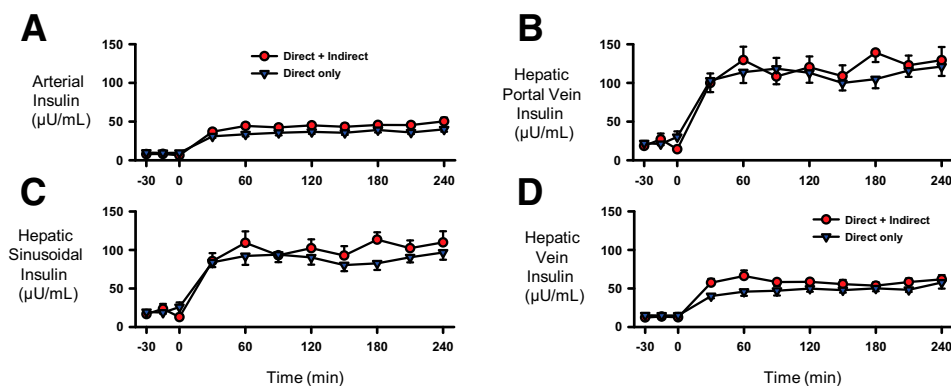 A
B
150
100
50
0
Arterial
Insulin
(µU/mL)
Direct + Indirect
Direct only
-30
0
60
120
180
240
150
100
50
0
Hepatic
Portal Vein
Insulin
(µU/mL)
-30
0
60
120
180
240
C
D
150
100
50
0
Hepatic
Sinusoidal
Insulin
(µU/mL)
-30
0
60
120
180
240
Time (min)
150
100
50
0
Hepatic
Vein
Insulin
(µU/mL)
Direct + Indirect
Direct only
-30
0
60
120
180
240
Time (min)